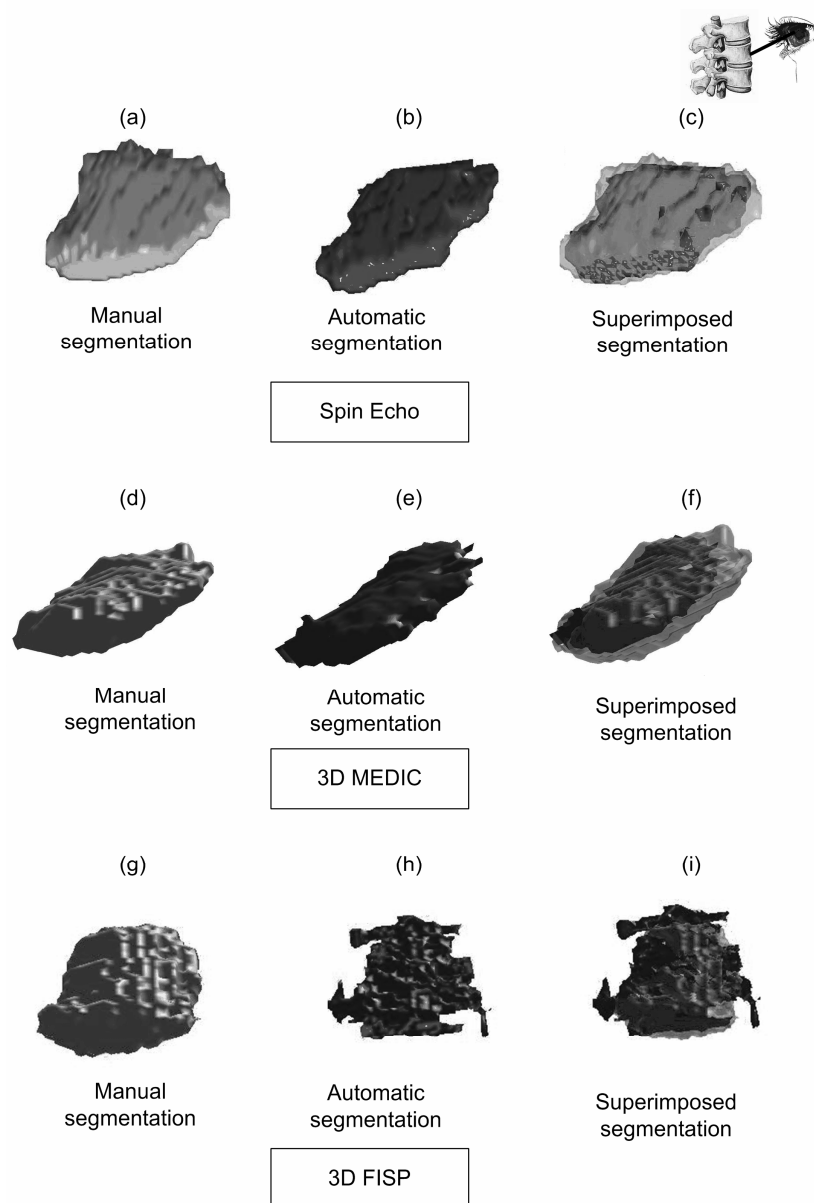 (a) (b) (c)
Manual segmentation
Automatic segmentation
Superimposed segmentation
Spin Echo
(d) (e) (f)
Manual segmentation
Automatic segmentation
Superimposed segmentation
3D MEDIC
(g) (h) (i)
Manual segmentation
Automatic segmentation
Superimposed segmentation
3D FISP